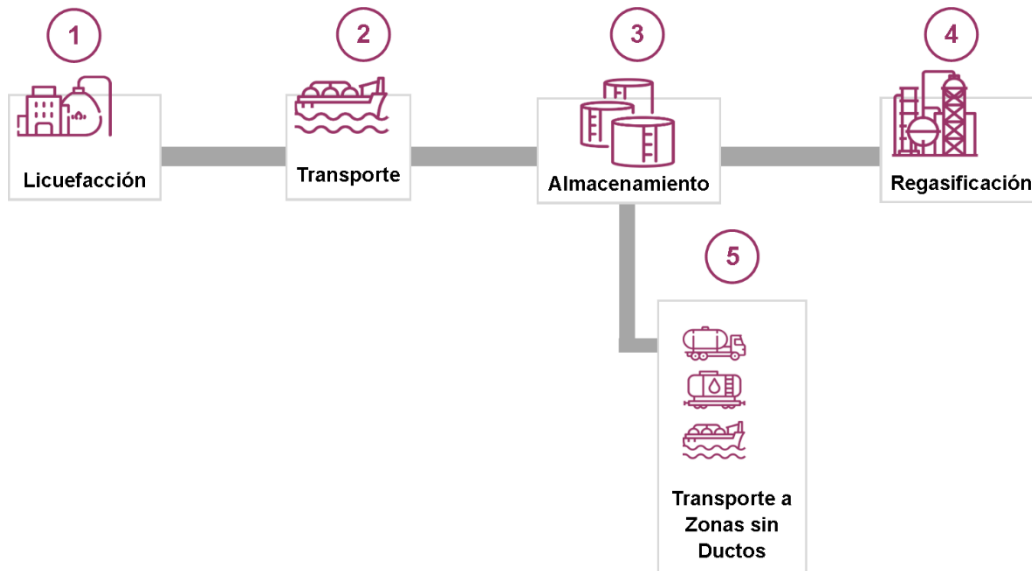 1
2
3
4
Licuefacción
Transporte
Almacenamiento
Regasificación
5
Transporte a
Zonas sin
Ductos